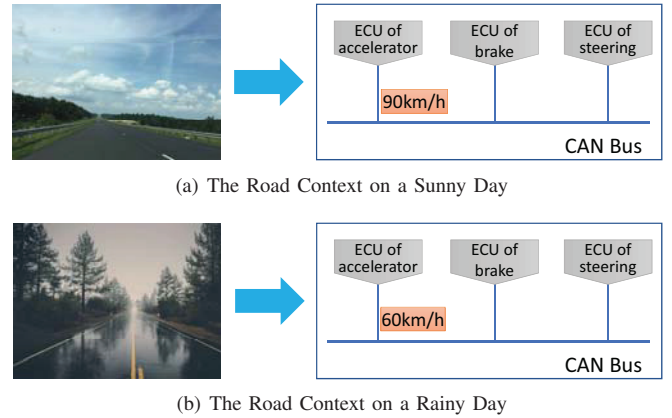 ECU of
accelerator
ECU of
brake
ECU of
steering
90km/h
CAN Bus
(a) The Road Context on a Sunny Day
ECU of
accelerator
ECU of
brake
ECU of
steering
60km/h
CAN Bus
(b) The Road Context on a Rainy Day